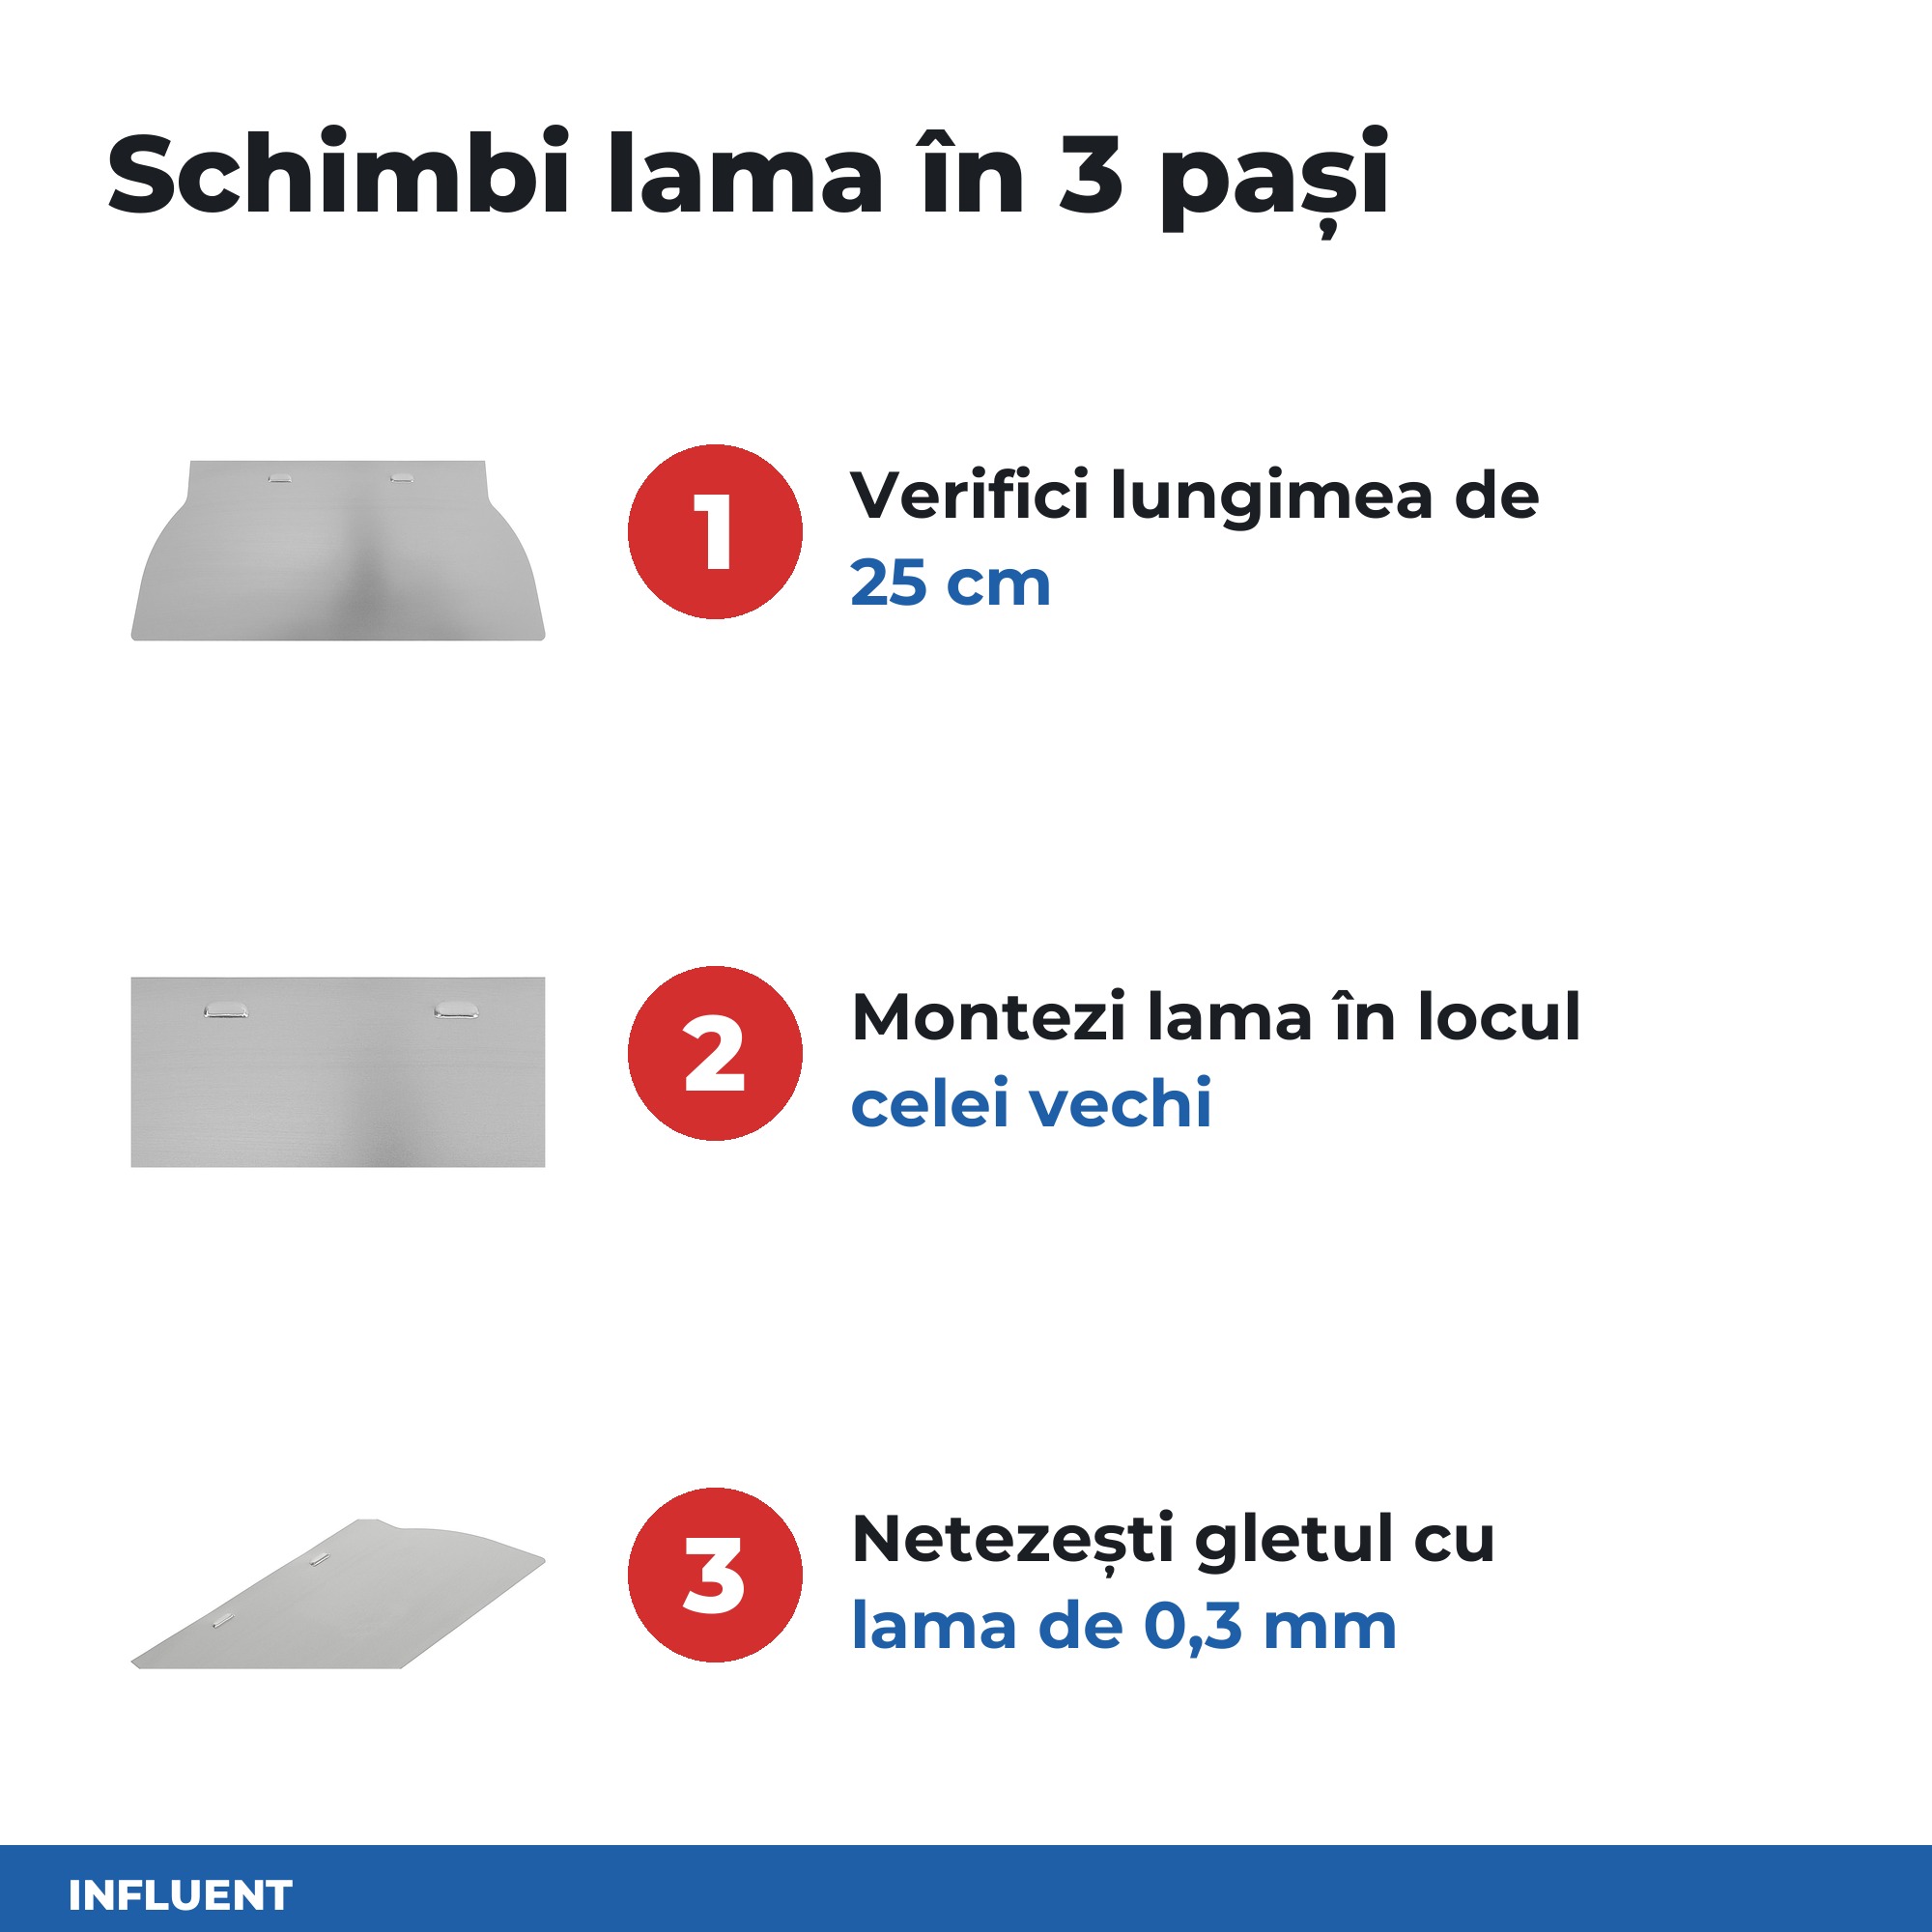 Schimbi lama în 3 pași
1
Verifici lungimea de
25 cm
2
Montezi lama în locul
celei vechi
3
Netezești gletul cu
lama de 0,3 mm
INFLUENT